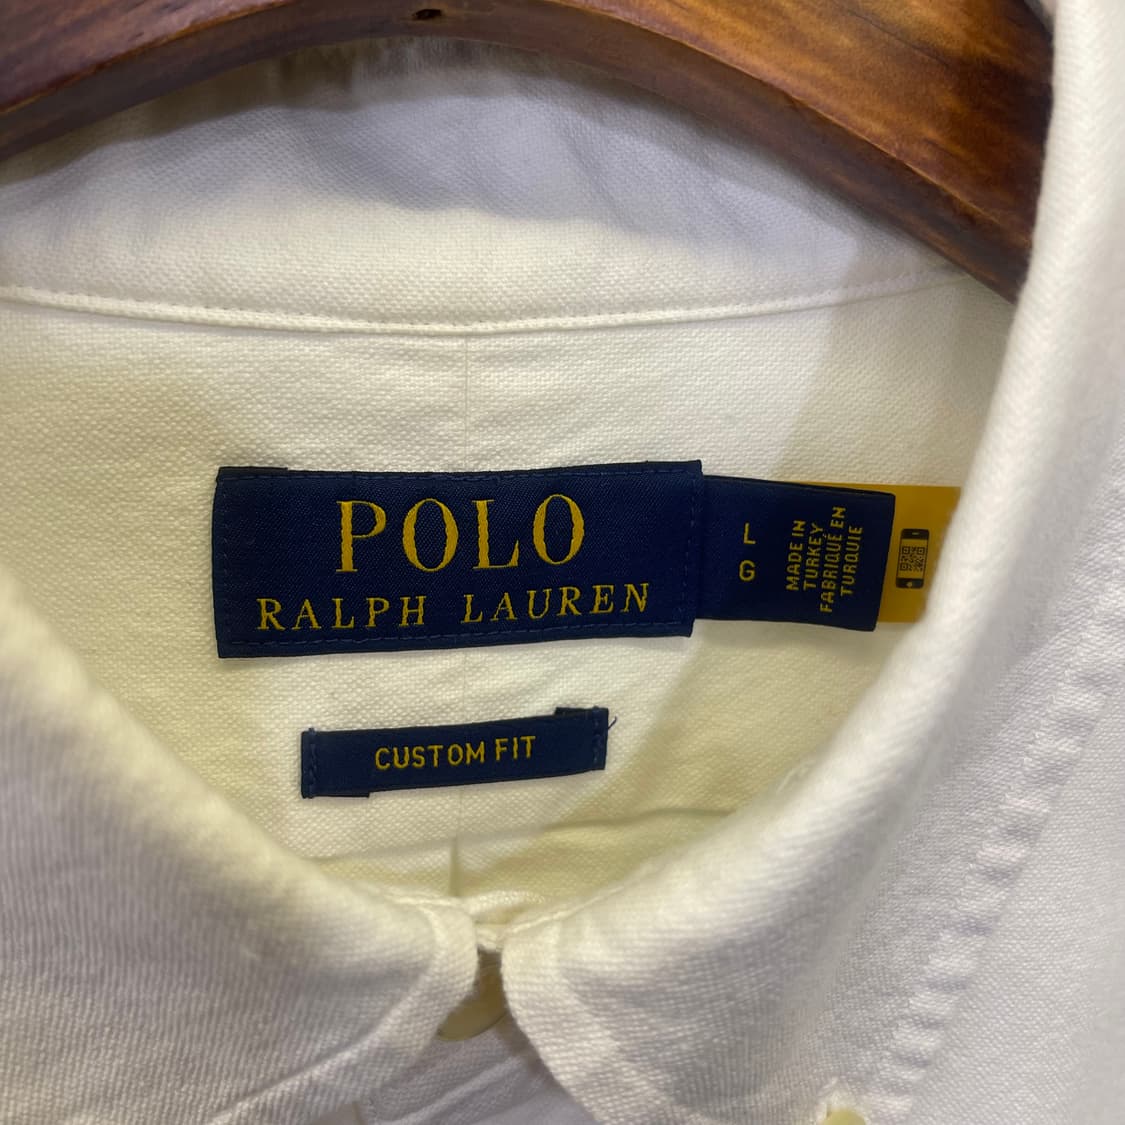 POLO
RALPH LAUREN
L
G
MADE IN
TURKEY
FABRIQUÉ EN
TURQUIE
CUSTOM FIT